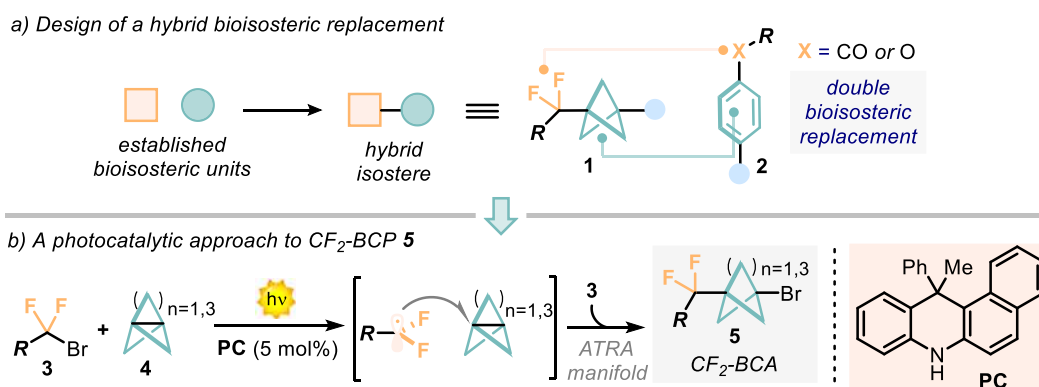 a) Design of a hybrid bioisosteric replacement
established
bioisosteric units
hybrid
isostere
F
F
R
1
X
R
2
X = CO or O
double
bioisosteric
replacement
b) A photocatalytic approach to CF2-BCP 5
F
F
R
Br
3
+
( )n=1,3
4
hν
PC (5 mol%)
R
F
F
( )n=1,3
3
ATRA
manifold
F
F
R
( )n=1,3
Br
5
CF2-BCA
Ph
Me
N
H
PC